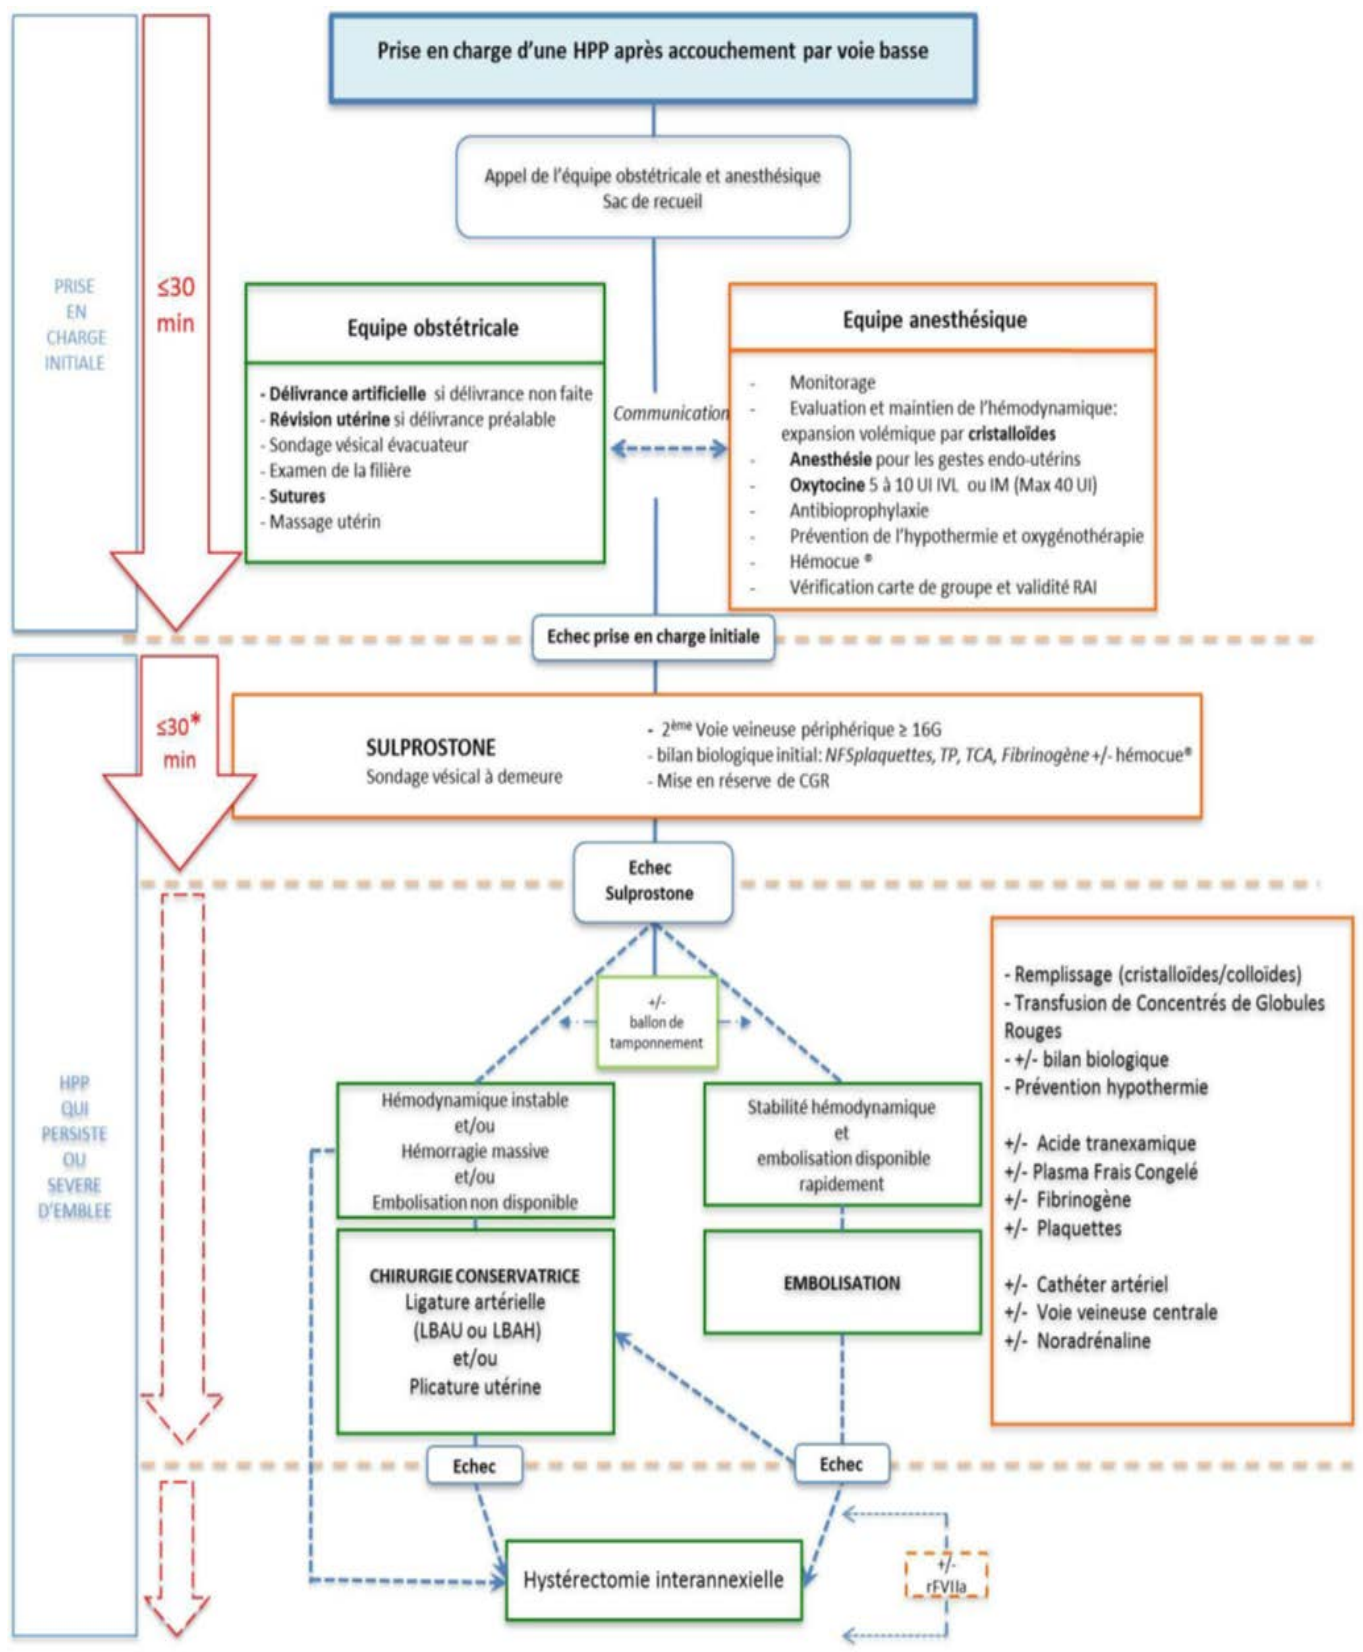 Prise en charge d'une HPP après accouchement par voie basse
Appel de l'équipe obstétricale et anesthésique
Sac de recueil
PRISE
EN
CHARGE
INITIALE
≤30
min
Equipe obstétricale
- Délivrance artificielle si délivrance non faite
- Révision utérine si délivrance préalable
- Sondage vésical évacuateur
- Examen de la filière
- Sutures
- Massage utérin
Communication
Equipe anesthésique
- Monitorage
- Evaluation et maintien de l'hémodynamique:
expansion volémique par cristalloïdes
- Anesthésie pour les gestes endo-utérins
- Oxytocine 5 à 10 UI IVL ou IM (Max 40 UI)
- Antibioprophylaxie
- Prévention de l'hypothermie et oxygénothérapie
- Hémocue ®
- Vérification carte de groupe et validité RAI
Echec prise en charge initiale
≤30*
min
SULPROSTONE
Sondage vésical à demeure
- 2ème Voie veineuse périphérique ≥ 16G
- bilan biologique initial: NFSplaquettes, TP, TCA, Fibrinogène +/- hémocue®
- Mise en réserve de CGR
Echec
Sulprostone
+/-
ballon de
tamponnement
HPP
QUI
PERSISTE
OU
SEVERE
D'EMBLEE
Hémodynamique instable
et/ou
Hémorragie massive
et/ou
Embolisation non disponible
Stabilité hémodynamique
et
embolisation disponible
rapidement
CHIRURGIE CONSERVATRICE
Ligature artérielle
(LBAU ou LBAH)
et/ou
Plicature utérine
EMBOLISATION
- Remplissage (cristalloïdes/colloïdes)
- Transfusion de Concentrés de Globules
Rouges
- +/- bilan biologique
- Prévention hypothermie
+/- Acide tranexamique
+/- Plasma Frais Congelé
+/- Fibrinogène
+/- Plaquettes
+/- Cathéter artériel
+/- Voie veineuse centrale
+/- Noradrénaline
Echec
Echec
Hystérectomie interannexielle
+/-
rFVIIa